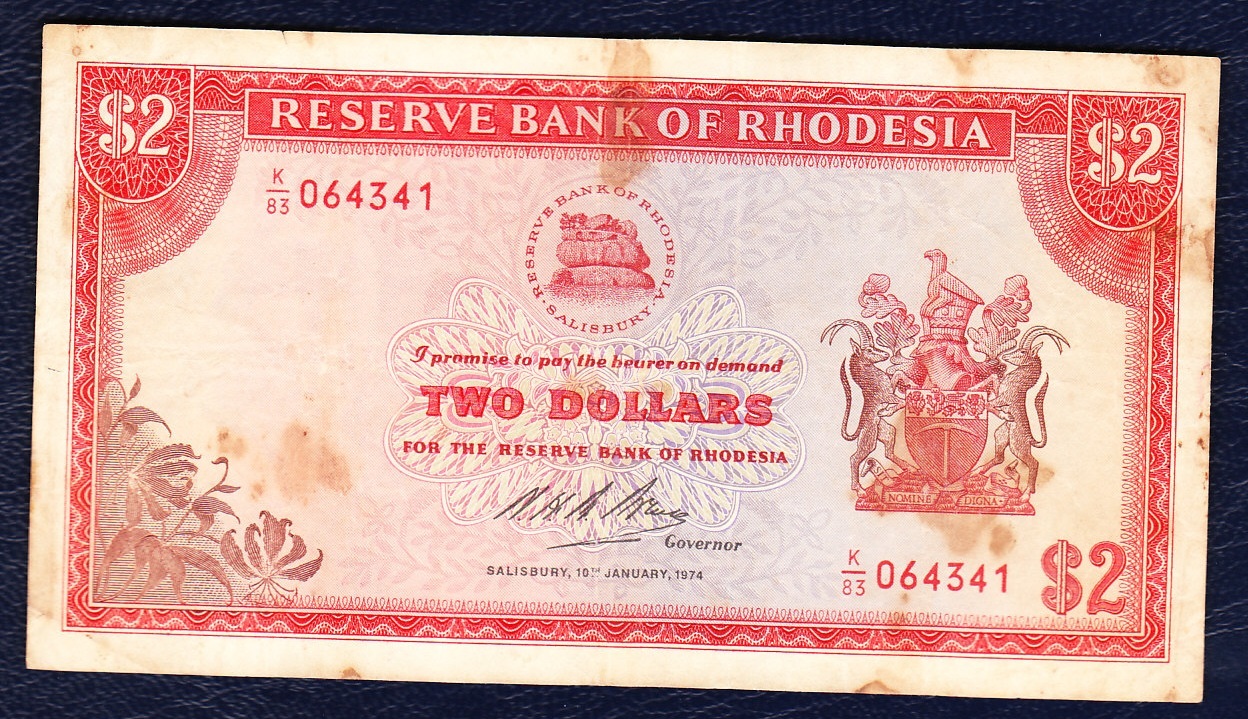 $2
RESERVE BANK OF RHODESIA
$2
K/83 064341
RESERVE BANK OF RHODESIA
· SALISBURY ·
I promise to pay the bearer on demand
TWO DOLLARS
FOR THE RESERVE BANK OF RHODESIA
NOMINE DIGNA
Governor
SALISBURY, 10TH JANUARY, 1974
K/83 064341
$2